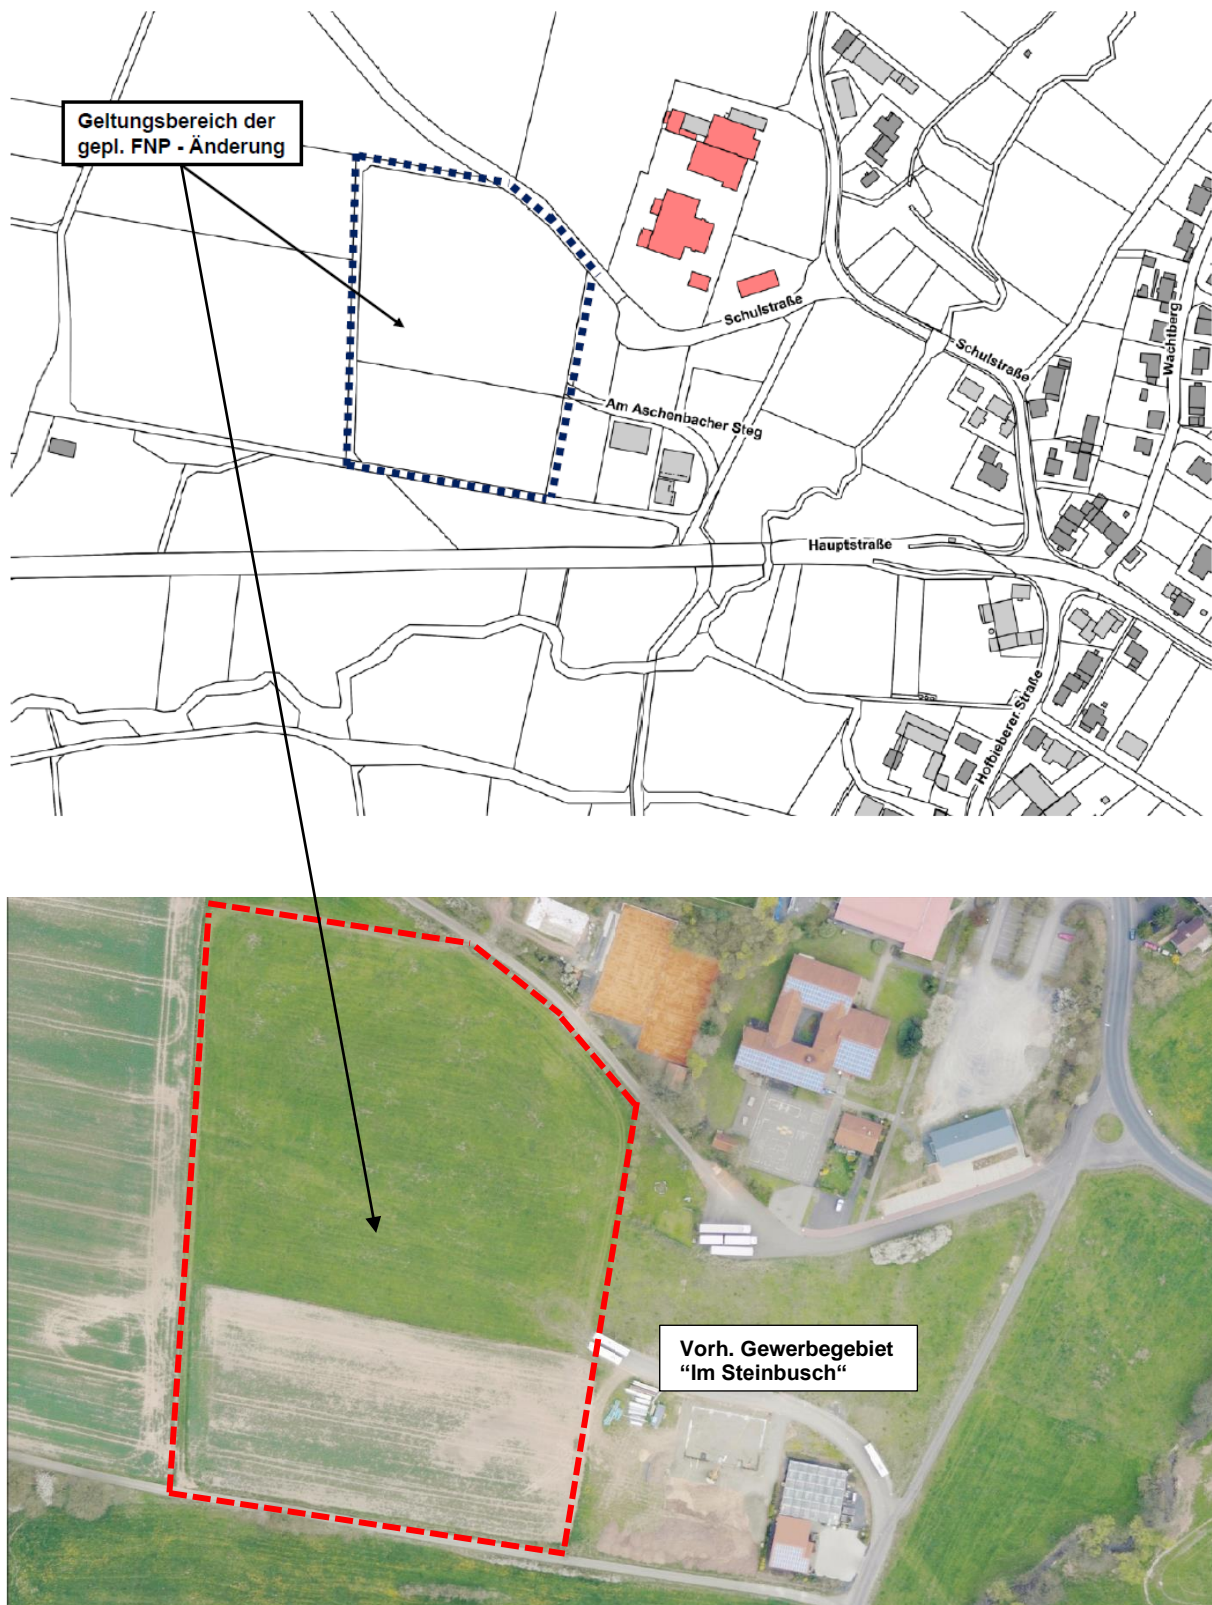 Geltungsbereich der
gepl. FNP - Änderung
Schulstraße
Schulstraße
Wachtberg
Am Aschenbacher Steg
Hauptstraße
Hofbieberer Straße
Vorh. Gewerbegebiet
“Im Steinbusch“